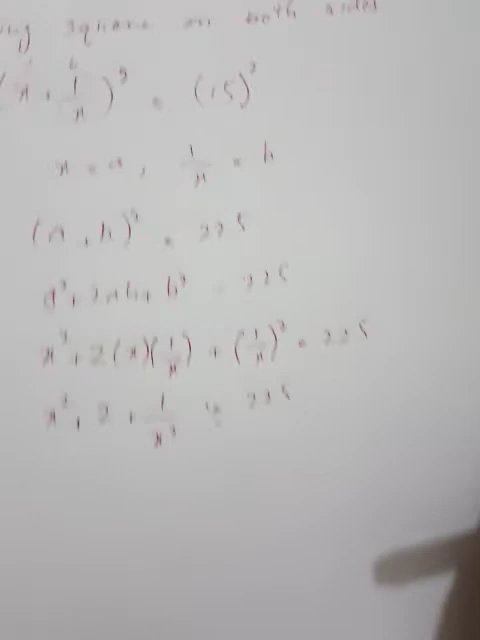 square on both sides
(x + 1/x)² = (15)²
x = a, 1/x = b
(a + b)² = 225
a² + 2ab + b² = 225
x² + 2(x)(1/x) + (1/x)² = 225
x² + 2 + 1/x² = 225